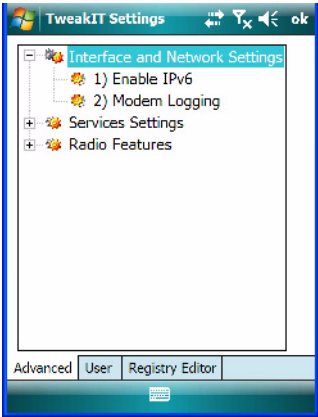 TweakIT Settings ok
Interface and Network Settings
1) Enable IPv6
2) Modem Logging
Services Settings
Radio Features
Advanced User Registry Editor